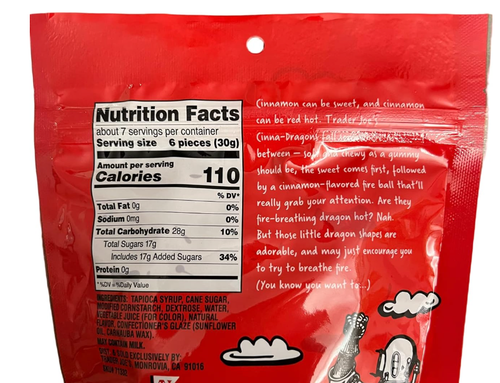 Nutrition Facts
about 7 servings per container
Serving size 6 pieces (30g)
Amount per serving
Calories 110
% DV*
Total Fat 0g 0%
Sodium 0mg 0%
Total Carbohydrate 28g 10%
Total Sugars 17g
Includes 17g Added Sugars 34%
Protein 0g
*%DV = %Daily Value
INGREDIENTS: TAPIOCA SYRUP, CANE SUGAR,
MODIFIED CORNSTARCH, DEXTROSE, WATER,
VEGETABLE JUICE (FOR COLOR), NATURAL
FLAVOR, CONFECTIONER'S GLAZE (SUNFLOWER
OIL, CARNAUBA WAX).
MAY CONTAIN MILK.
DIST. & SOLD EXCLUSIVELY BY:
TRADER JOE'S, MONROVIA, CA 91016
Cinnamon can be sweet, and cinnamon
can be red hot. Trader Joe's
Cinna-Dragons fall
between – soft and chewy as a gummy
should be, the sweet comes first, followed
by a cinnamon-flavored fire ball that'll
really grab your attention. Are they
fire-breathing dragon hot? Nah.
But those little dragon shapes are
adorable, and may just encourage you
to try to breathe fire.
(You know you want to...)